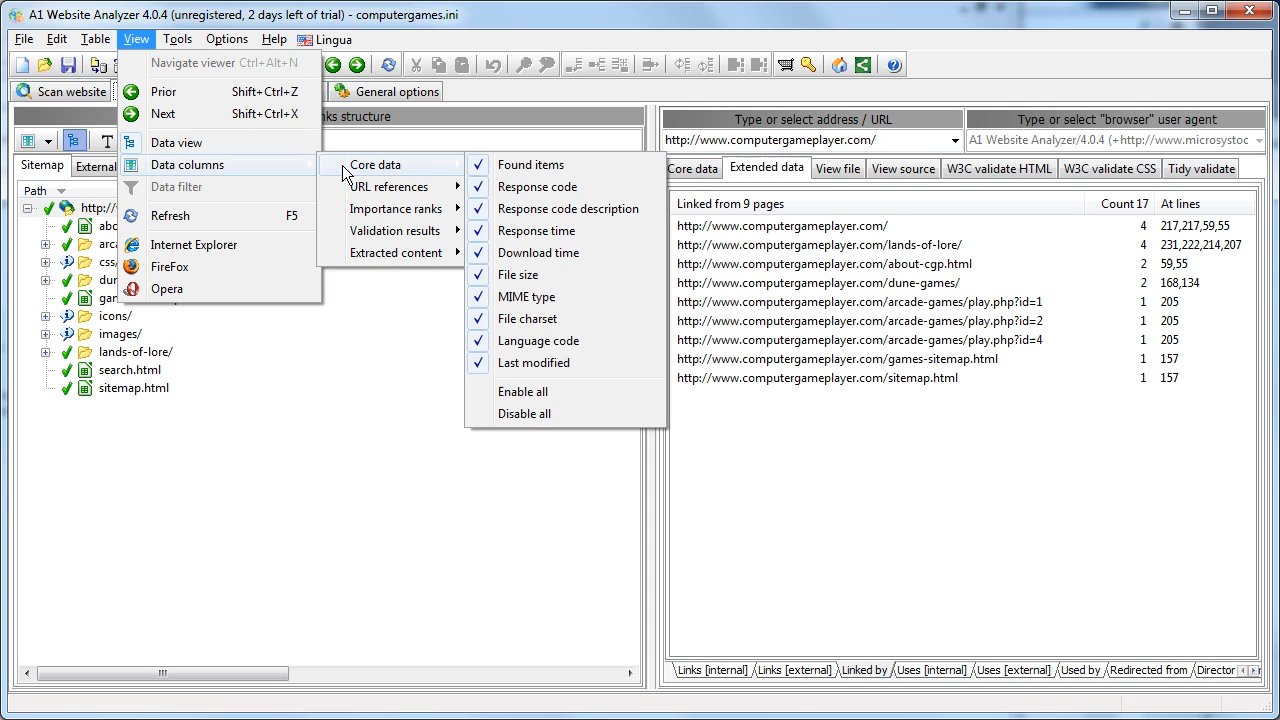 A1 Website Analyzer 4.0.4 (unregistered, 2 days left of trial) - computergames.ini
File Edit Table View Tools Options Help Lingua
Scan website
General options
Navigate viewer Ctrl+Alt+N
Prior Shift+Ctrl+Z
Next Shift+Ctrl+X
Data view
Data columns
Data filter
Refresh F5
Internet Explorer
FireFox
Opera
Core data
URL references
Importance ranks
Validation results
Extracted content
Found items
Response code
Response code description
Response time
Download time
File size
MIME type
File charset
Language code
Last modified
Enable all
Disable all
structure
T
Sitemap External
Path
http://
icons/
images/
lands-of-lore/
search.html
sitemap.html
Type or select address / URL
Type or select "browser" user agent
http://www.computergameplayer.com/
A1 Website Analyzer/4.0.4 (+http://www.microsystoc
Core data Extended data View file View source W3C validate HTML W3C validate CSS Tidy validate
Linked from 9 pages Count 17 At lines
http://www.computergameplayer.com/ 4 217,217,59,55
http://www.computergameplayer.com/lands-of-lore/ 4 231,222,214,207
http://www.computergameplayer.com/about-cgp.html 2 59,55
http://www.computergameplayer.com/dune-games/ 2 168,134
http://www.computergameplayer.com/arcade-games/play.php?id=1 1 205
http://www.computergameplayer.com/arcade-games/play.php?id=2 1 205
http://www.computergameplayer.com/arcade-games/play.php?id=4 1 205
http://www.computergameplayer.com/games-sitemap.html 1 157
http://www.computergameplayer.com/sitemap.html 1 157
Links [internal] Links [external] Linked by Uses [internal] Uses [external] Used by Redirected from Director